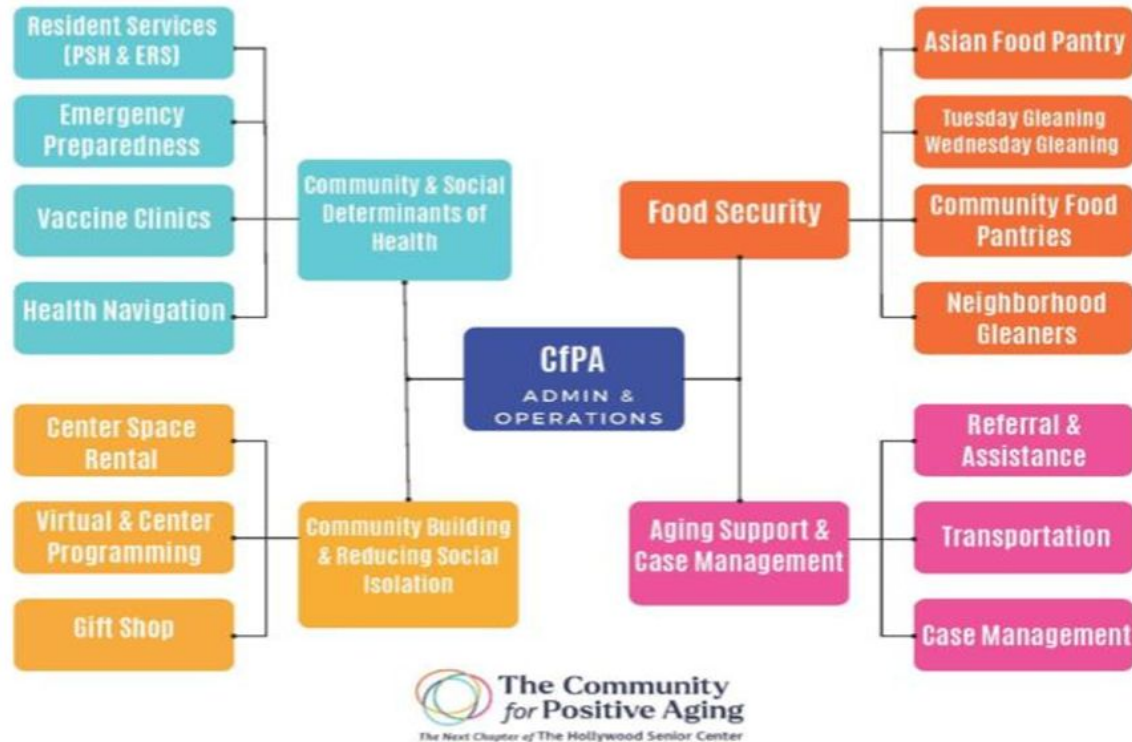 Resident Services
(PSH & ERS)
Emergency
Preparedness
Vaccine Clinics
Health Navigation
Community & Social
Determinants of
Health
Center Space
Rental
Virtual & Center
Programming
Gift Shop
Community Building
& Reducing Social
Isolation
CfPA
ADMIN &
OPERATIONS
Food Security
Asian Food Pantry
Tuesday Gleaning
Wednesday Gleaning
Community Food
Pantries
Neighborhood
Gleaners
Aging Support &
Case Management
Referral &
Assistance
Transportation
Case Management
The Community
for Positive Aging
The Next Chapter of The Hollywood Senior Center